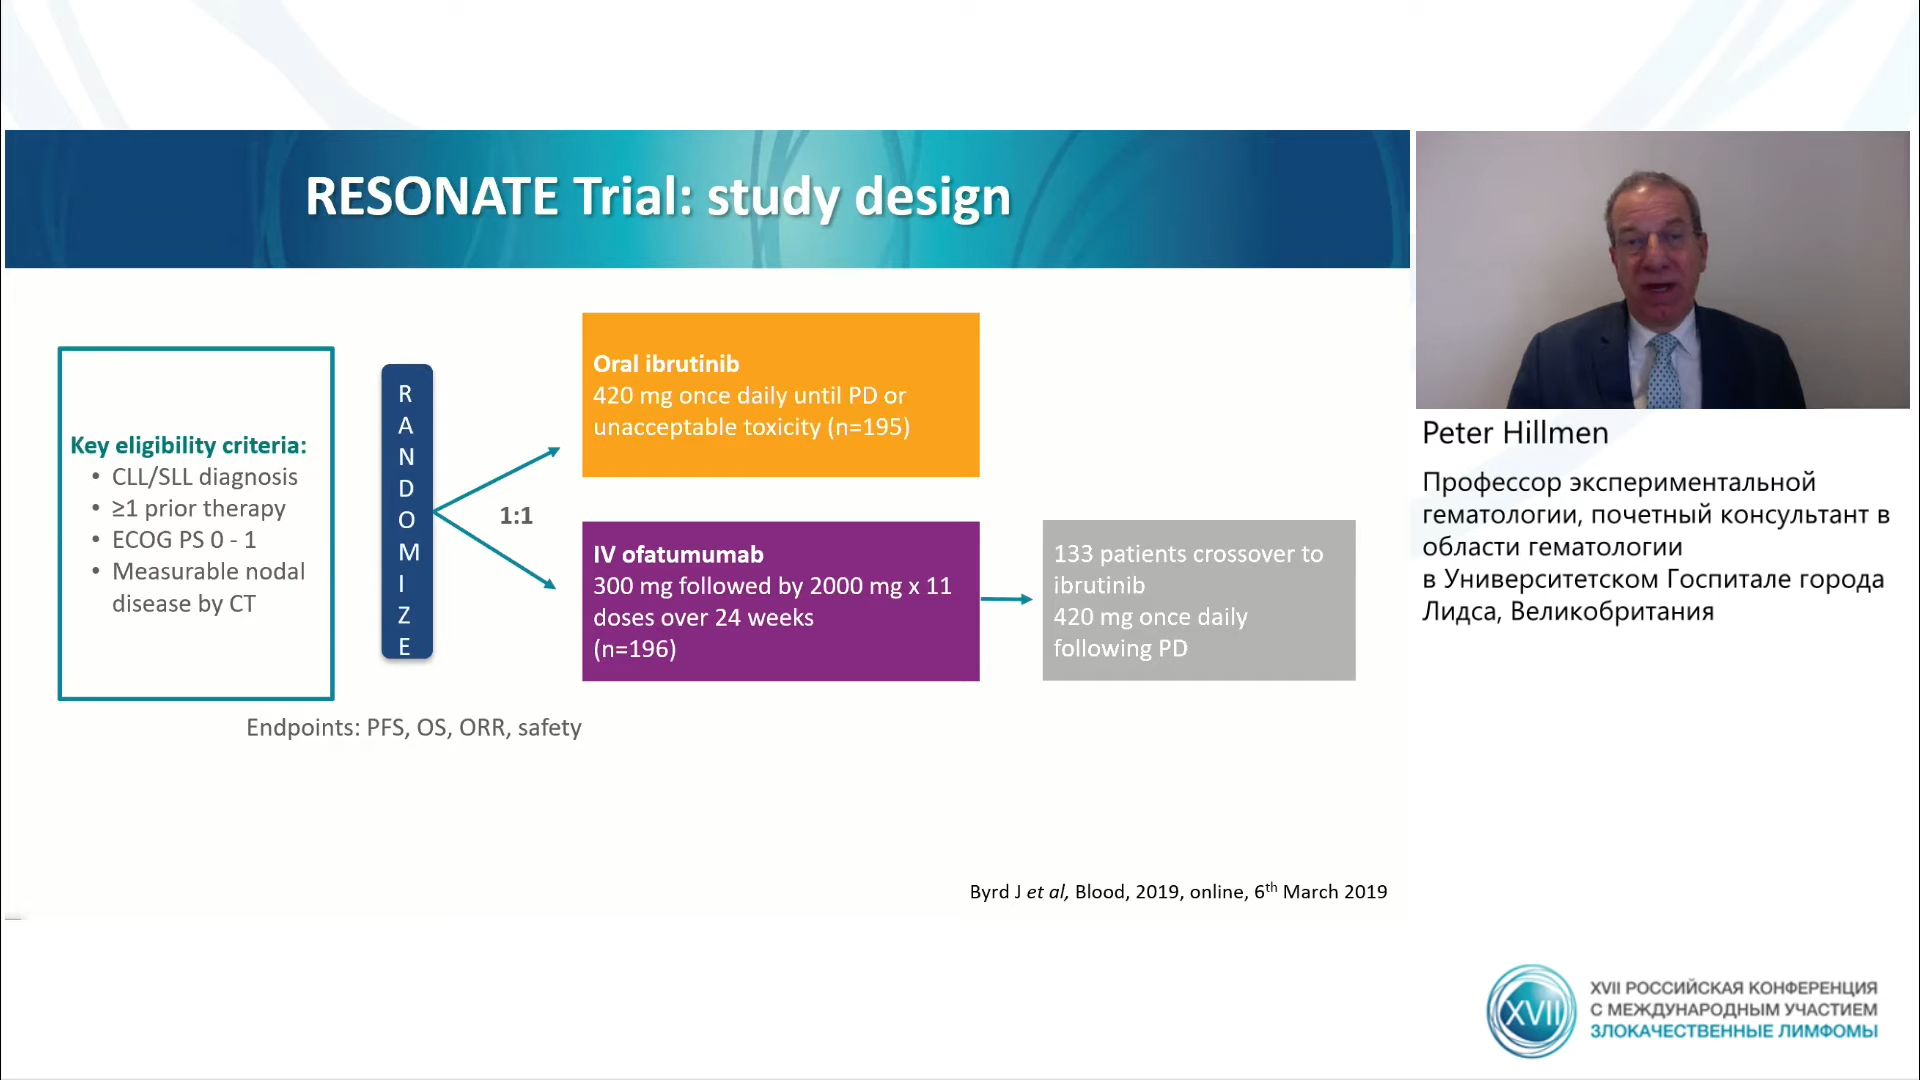 RESONATE Trial: study design
Key eligibility criteria:
• CLL/SLL diagnosis
• ≥1 prior therapy
• ECOG PS 0 - 1
• Measurable nodal
disease by CT
R
A
N
D
O
M
I
Z
E
1:1
Oral ibrutinib
420 mg once daily until PD or
unacceptable toxicity (n=195)
IV ofatumumab
300 mg followed by 2000 mg x 11
doses over 24 weeks
(n=196)
133 patients crossover to
ibrutinib
420 mg once daily
following PD
Endpoints: PFS, OS, ORR, safety
Byrd J et al, Blood, 2019, online, 6th March 2019
Peter Hillmen
Профессор экспериментальной
гематологии, почетный консультант в
области гематологии
в Университетском Госпитале города
Лидса, Великобритания
XVII
XVII РОССИЙСКАЯ КОНФЕРЕНЦИЯ
С МЕЖДУНАРОДНЫМ УЧАСТИЕМ
ЗЛОКАЧЕСТВЕННЫЕ ЛИМФОМЫ